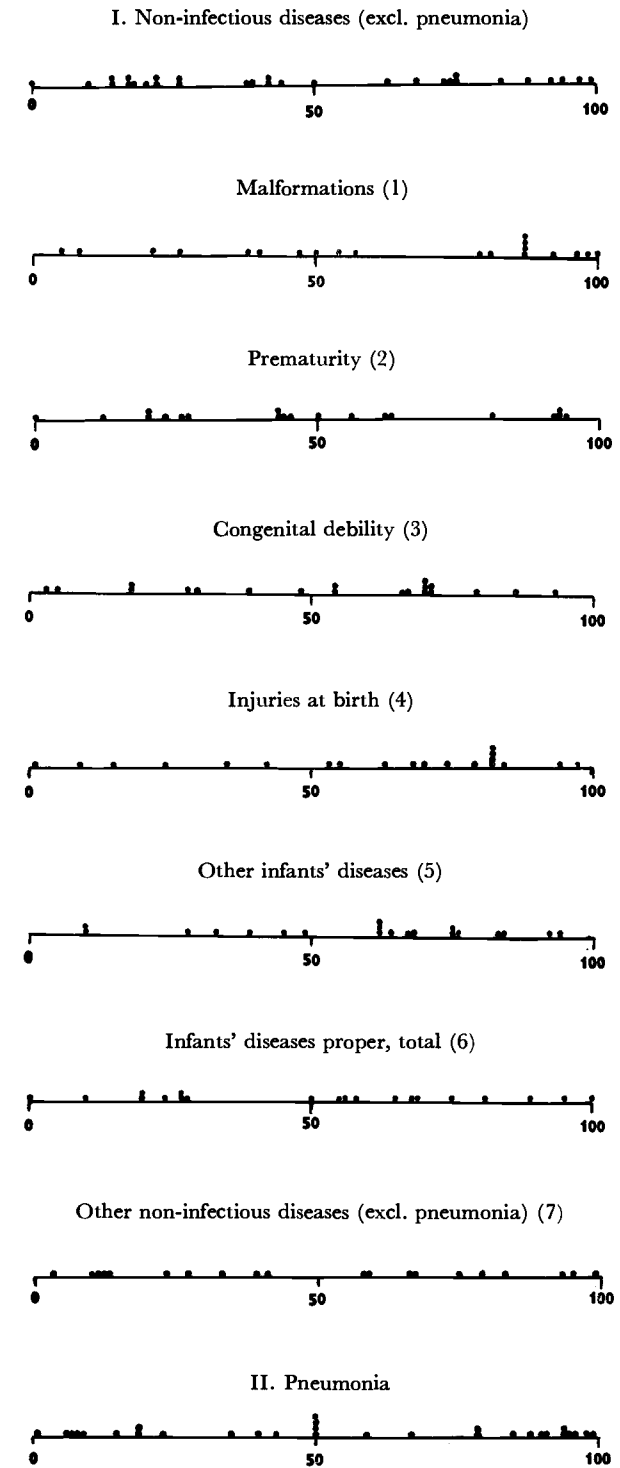 I. Non-infectious diseases (excl. pneumonia)
0 50 100
Malformations (1)
0 50 100
Prematurity (2)
0 50 100
Congenital debility (3)
0 50 100
Injuries at birth (4)
0 50 100
Other infants’ diseases (5)
0 50 100
Infants’ diseases proper, total (6)
0 50 100
Other non-infectious diseases (excl. pneumonia) (7)
0 50 100
II. Pneumonia
0 50 100